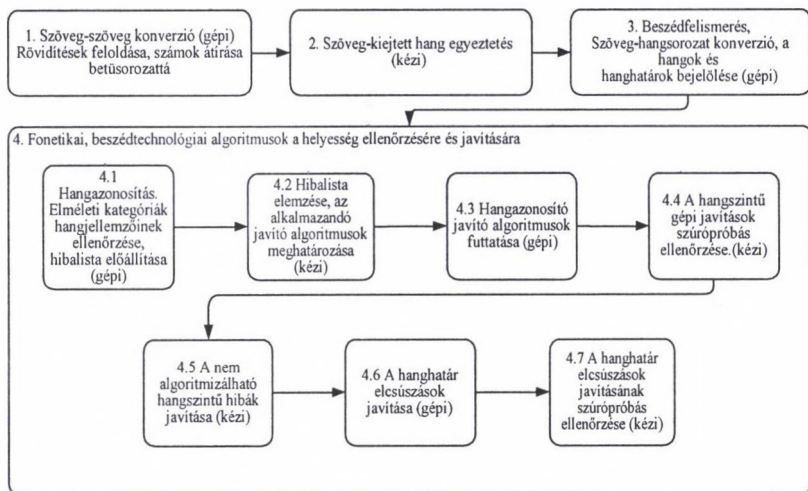 1. Szöveg-szöveg konverzió (gépi)
Rövidítések feloldása, számok átírása
betűsorozattá
2. Szöveg-kiejtett hang egyeztetés
(kézi)
3. Beszédfelismerés,
Szöveg-hangsorozat konverzió, a
hangok és
hanghatárok bejelölése (gépi)
4. Fonetikai, beszédtechnológiai algoritmusok a helyesség ellenőrzésére és javítására
4.1
Hangazonosítás.
Elméleti kategóriák
hangjellemzőinek
ellenőrzése,
hibalista előállítása
(gépi)
4.2 Hibalista
elemzése, az
alkalmazandó
javító algoritmusok
meghatározása
(kézi)
4.3 Hangazonosító
javító algoritmusok
futtatása (gépi)
4.4 A hangszintű
gépi javítások
szúrópróbás
ellenőrzése.(kézi)
4.5 A nem
algoritmizálható
hangszintű hibák
javítása (kézi)
4.6 A hanghatár
elcsúszások
javítása (gépi)
4.7 A hanghatár
elcsúszások
javításának
szúrópróbás
ellenőrzése (kézi)